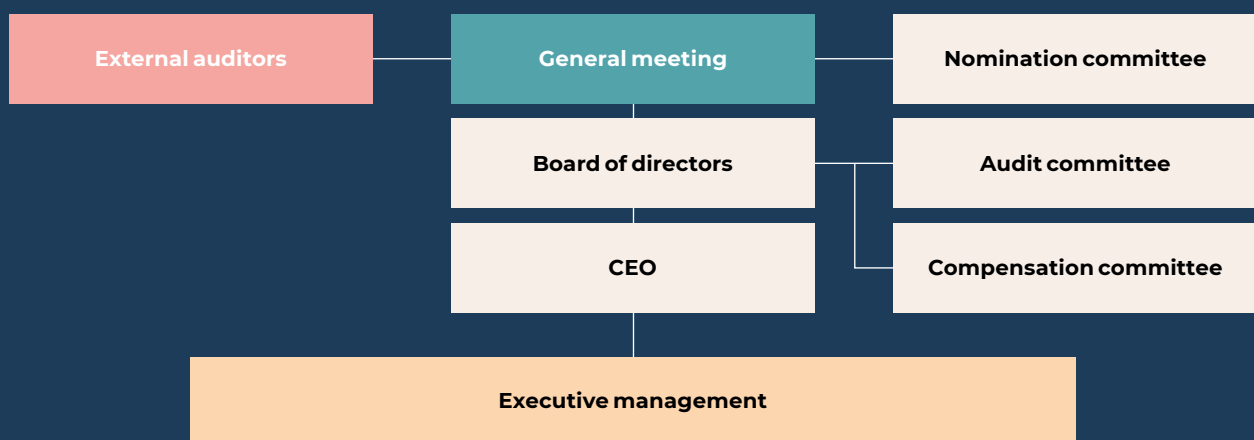 External auditors
General meeting
Nomination committee
Board of directors
Audit committee
CEO
Compensation committee
Executive management